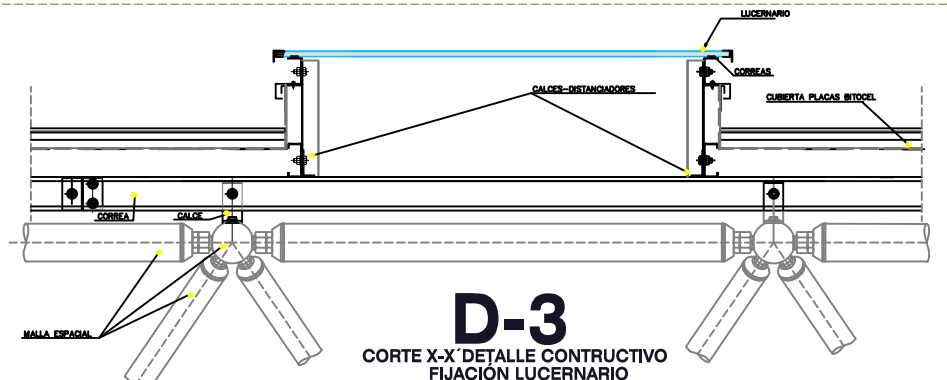 LUCERNARIO
CORREAS
CALCES-DISTANCIADORES
CUBIERTA PLACAS BITOCEL
CORREA
CALCE
MALLA ESPACIAL
D-3
CORTE X-X´DETALLE CONTRUCTIVO
FIJACIÓN LUCERNARIO